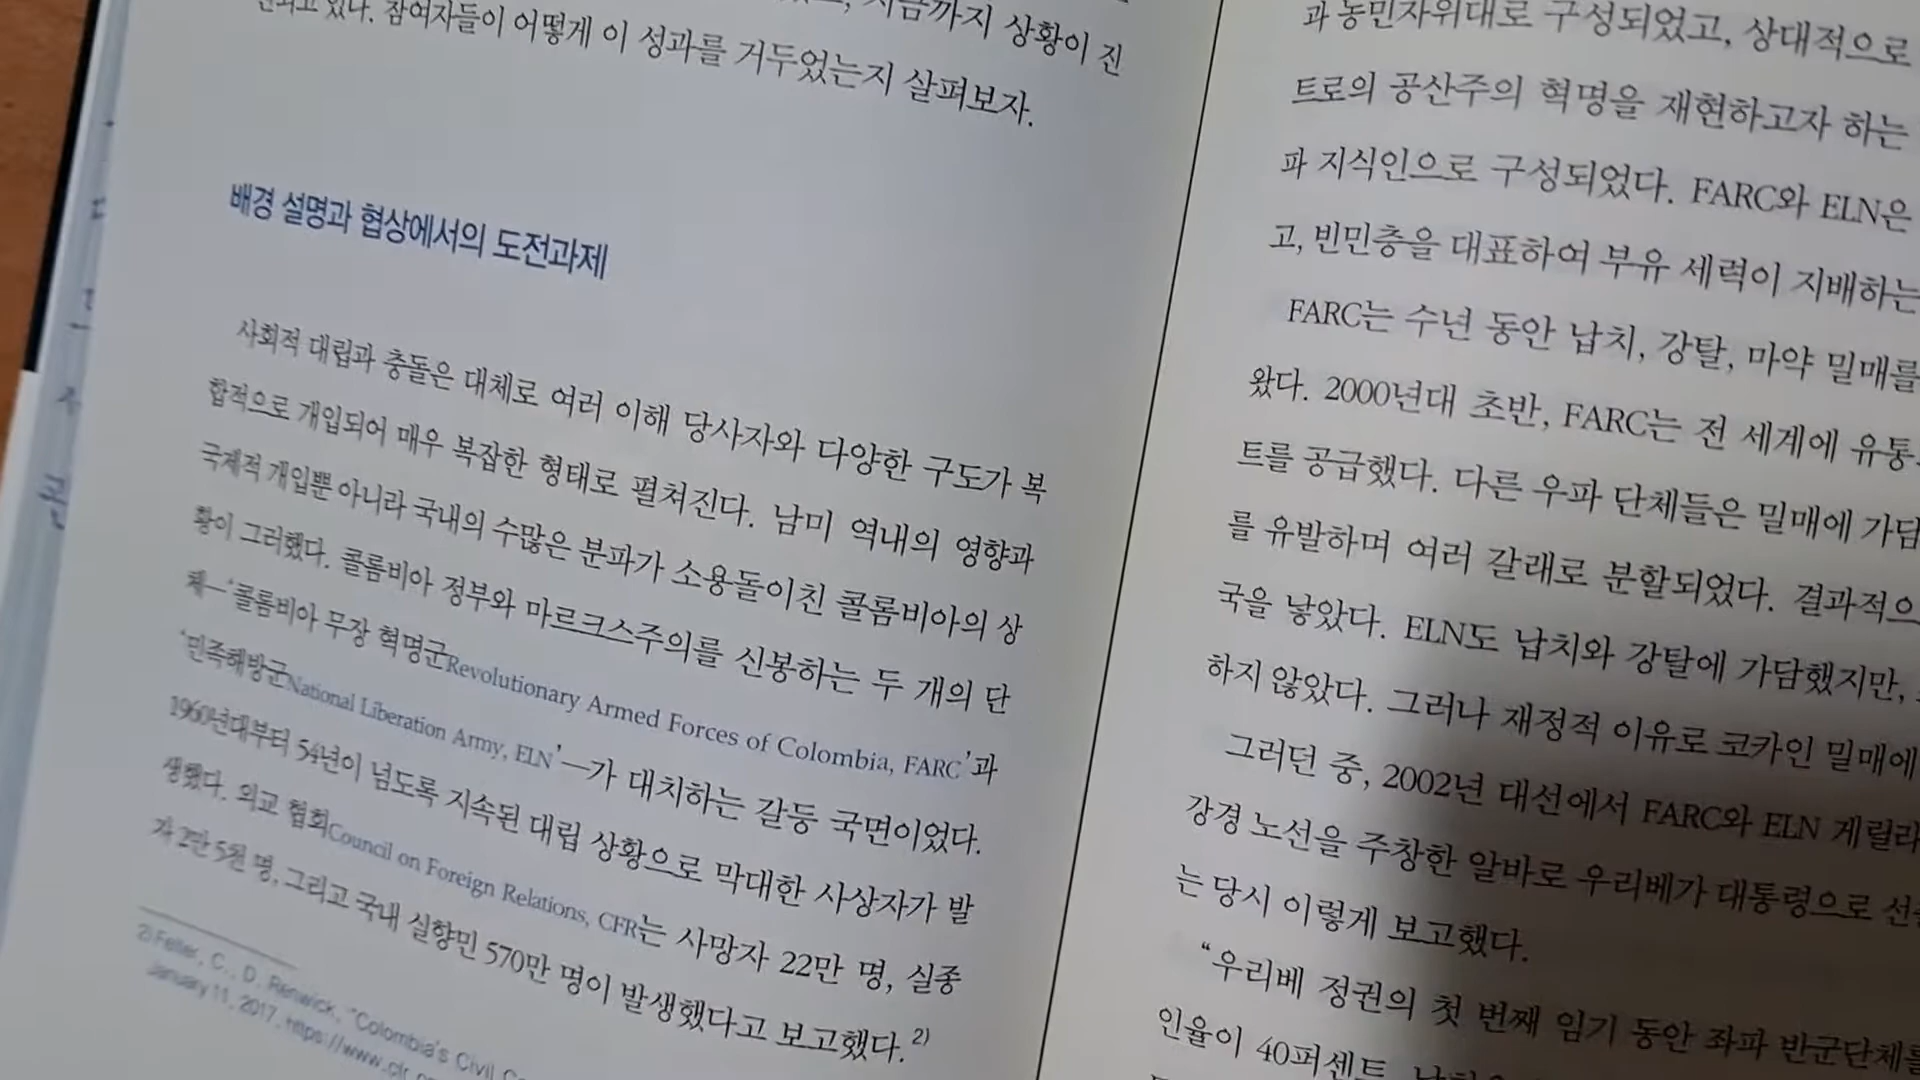 지금까지 상황이 진
있다. 참여자들이 어떻게 이 성과를 거두었는지 살펴보자.
배경 설명과 협상에서의 도전과제
사회적 대립과 충돌은 대체로 여러 이해 당사자와 다양한 구도가 복
합적으로 개입되어 매우 복잡한 형태로 펼쳐진다. 남미 역내의 영향과
국제적 개입뿐 아니라 국내의 수많은 분파가 소용돌이친 콜롬비아의 상
황이 그러했다. 콜롬비아 정부와 마르크스주의를 신봉하는 두 개의 단
체—‘콜롬비아 무장 혁명군Revolutionary Armed Forces of Colombia, FARC’과
‘민족해방군National Liberation Army, ELN’—가 대치하는 갈등 국면이었다.
1960년대부터 54년이 넘도록 지속된 대립 상황으로 막대한 사상자가 발
생했다. 외교 협회Council on Foreign Relations, CFR는 사망자 22만 명, 실종
자 2만 5천 명, 그리고 국내 실향민 570만 명이 발생했다고 보고했다.2)
2) Felter, C., D. Renwick, “Colombia's Civil
January 11, 2017, https://www.cfr.
과 농민자위대로 구성되었고, 상대적으로
트로의 공산주의 혁명을 재현하고자 하는
파 지식인으로 구성되었다. FARC와 ELN은
고, 빈민층을 대표하여 부유 세력이 지배하는
FARC는 수년 동안 납치, 강탈, 마약 밀매를
왔다. 2000년대 초반, FARC는 전 세계에 유통
트를 공급했다. 다른 우파 단체들은 밀매에 가담
를 유발하며 여러 갈래로 분할되었다. 결과적으
국을 낳았다. ELN도 납치와 강탈에 가담했지만,
하지 않았다. 그러나 재정적 이유로 코카인 밀매에
그러던 중, 2002년 대선에서 FARC와 ELN 게릴라
강경 노선을 주창한 알바로 우리베가 대통령으로 선
는 당시 이렇게 보고했다.
“우리베 정권의 첫 번째 임기 동안 좌파 반군단체를
인율이 40퍼센트,